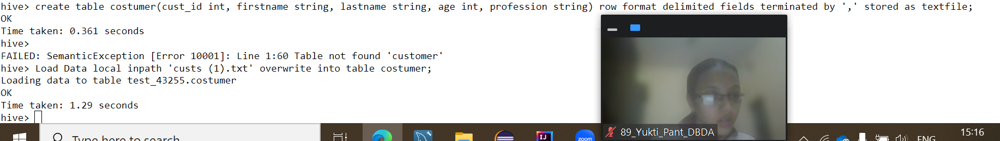 hive> create table costumer(cust_id int, firstname string, lastname string, age int, profession string) row format delimited fields terminated by ',' stored as textfile;
OK
Time taken: 0.361 seconds
hive>
FAILED: SemanticException [Error 10001]: Line 1:60 Table not found 'customer'
hive> Load Data local inpath 'custs (1).txt' overwrite into table costumer;
Loading data to table test_43255.costumer
OK
Time taken: 1.29 seconds
hive>
89_Yukti_Pant_DBDA
Type here to search
IJ
zoom
ENG
15:16